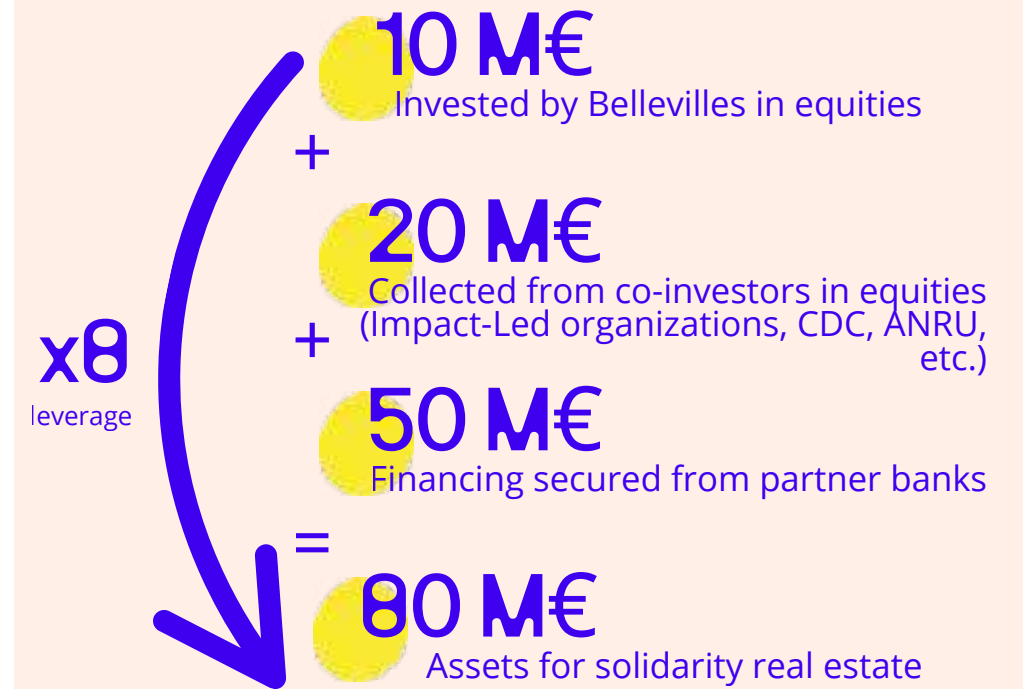 10 M€
Invested by Bellevilles in equities
+
20 M€
Collected from co-investors in equities
(Impact-Led organizations, CDC, ANRU,
etc.)
+
x8
leverage
50 M€
Financing secured from partner banks
=
80 M€
Assets for solidarity real estate